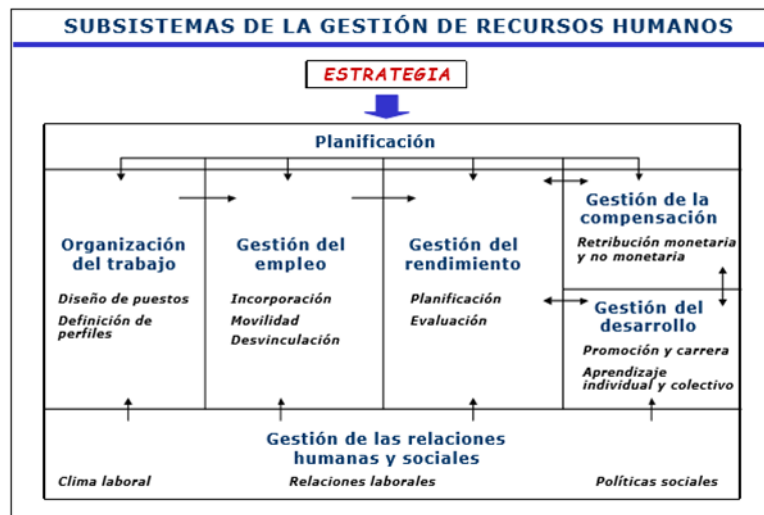 SUBSISTEMAS DE LA GESTIÓN DE RECURSOS HUMANOS
ESTRATEGIA
Planificación
Organización
del trabajo
Diseño de puestos
Definición de
perfiles
Gestión del
empleo
Incorporación
Movilidad
Desvinculación
Gestión del
rendimiento
Planificación
Evaluación
Gestión de la
compensación
Retribución monetaria
y no monetaria
Gestión del
desarrollo
Promoción y carrera
Aprendizaje
individual y colectivo
Gestión de las relaciones
humanas y sociales
Clima laboral
Relaciones laborales
Políticas sociales